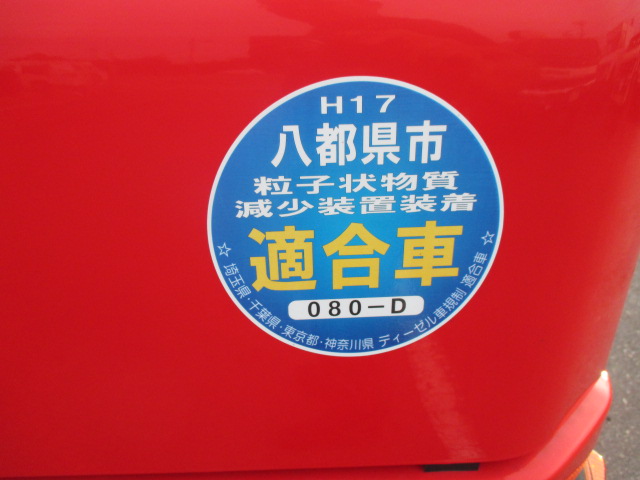 H17
八都県市
粒子状物質
減少装置装着
適合車
080-D
☆ 埼玉県・千葉県・東京都・神奈川県 ディーゼル車規制 適合車 ☆